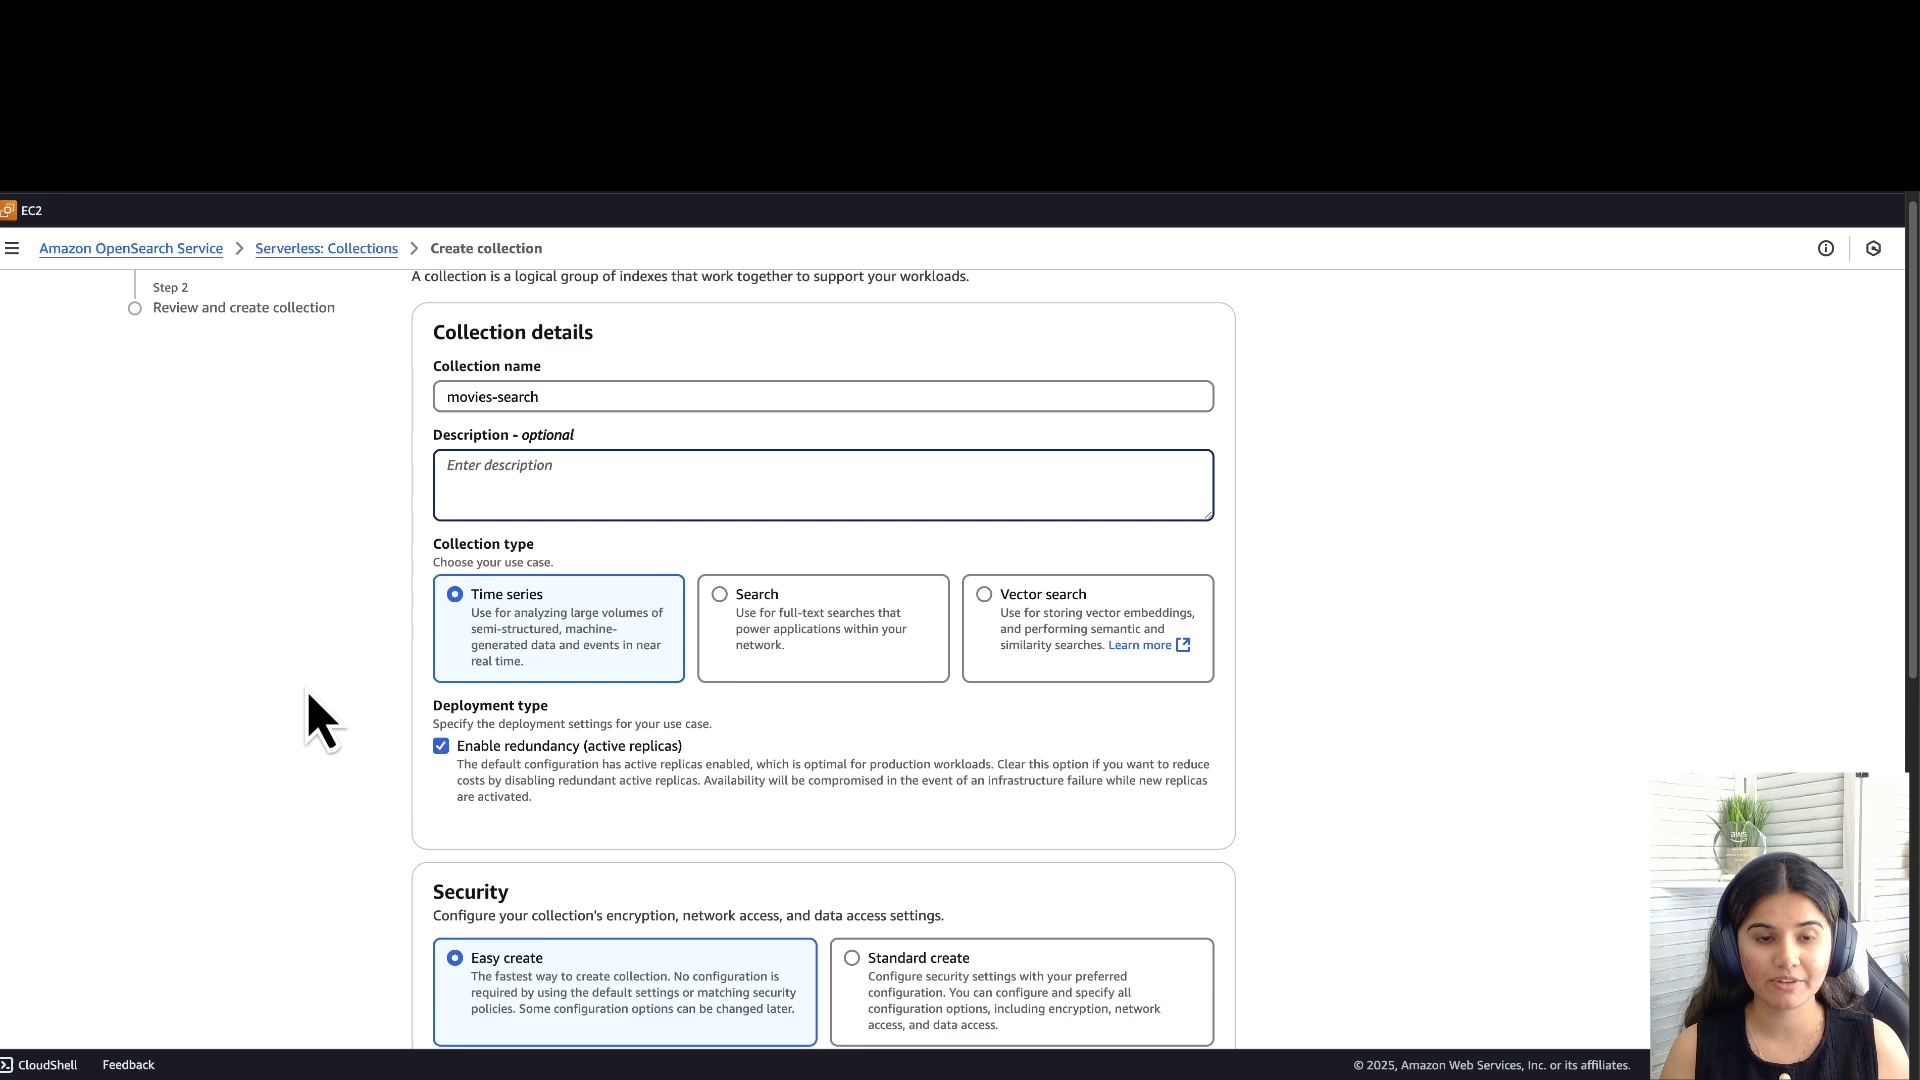 EC2
Amazon OpenSearch Service > Serverless: Collections > Create collection
A collection is a logical group of indexes that work together to support your workloads.
Step 2
Review and create collection
Collection details
Collection name
movies-search
Description - optional
Enter description
Collection type
Choose your use case.
Time series
Use for analyzing large volumes of
semi-structured, machine-
generated data and events in near
real time.
Search
Use for full-text searches that
power applications within your
network.
Vector search
Use for storing vector embeddings,
and performing semantic and
similarity searches. Learn more
Deployment type
Specify the deployment settings for your use case.
Enable redundancy (active replicas)
The default configuration has active replicas enabled, which is optimal for production workloads. Clear this option if you want to reduce
costs by disabling redundant active replicas. Availability will be compromised in the event of an infrastructure failure while new replicas
are activated.
Security
Configure your collection's encryption, network access, and data access settings.
Easy create
The fastest way to create collection. No configuration is
required by using the default settings or matching security
policies. Some configuration options can be changed later.
Standard create
Configure security settings with your preferred
configuration. You can configure and specify all
configuration options, including encryption, network
access, and data access.
aws
CloudShell
Feedback
© 2025, Amazon Web Services, Inc. or its affiliates.